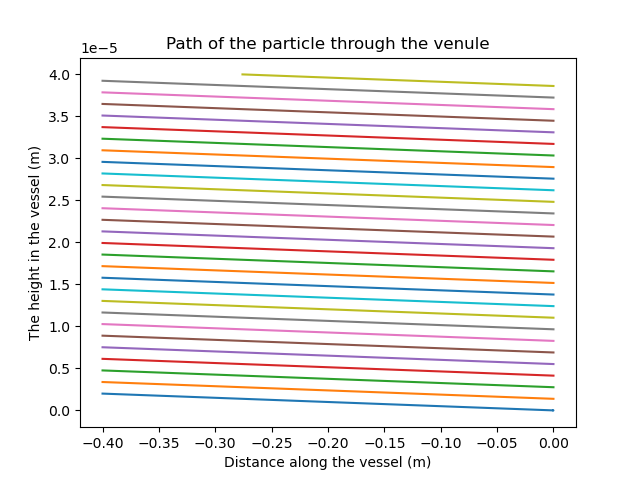 Path of the particle through the venule
1e−5
4.0
3.5
3.0
2.5
2.0
1.5
1.0
0.5
0.0
The height in the vessel (m)
−0.40 −0.35 −0.30 −0.25 −0.20 −0.15 −0.10 −0.05 0.00
Distance along the vessel (m)